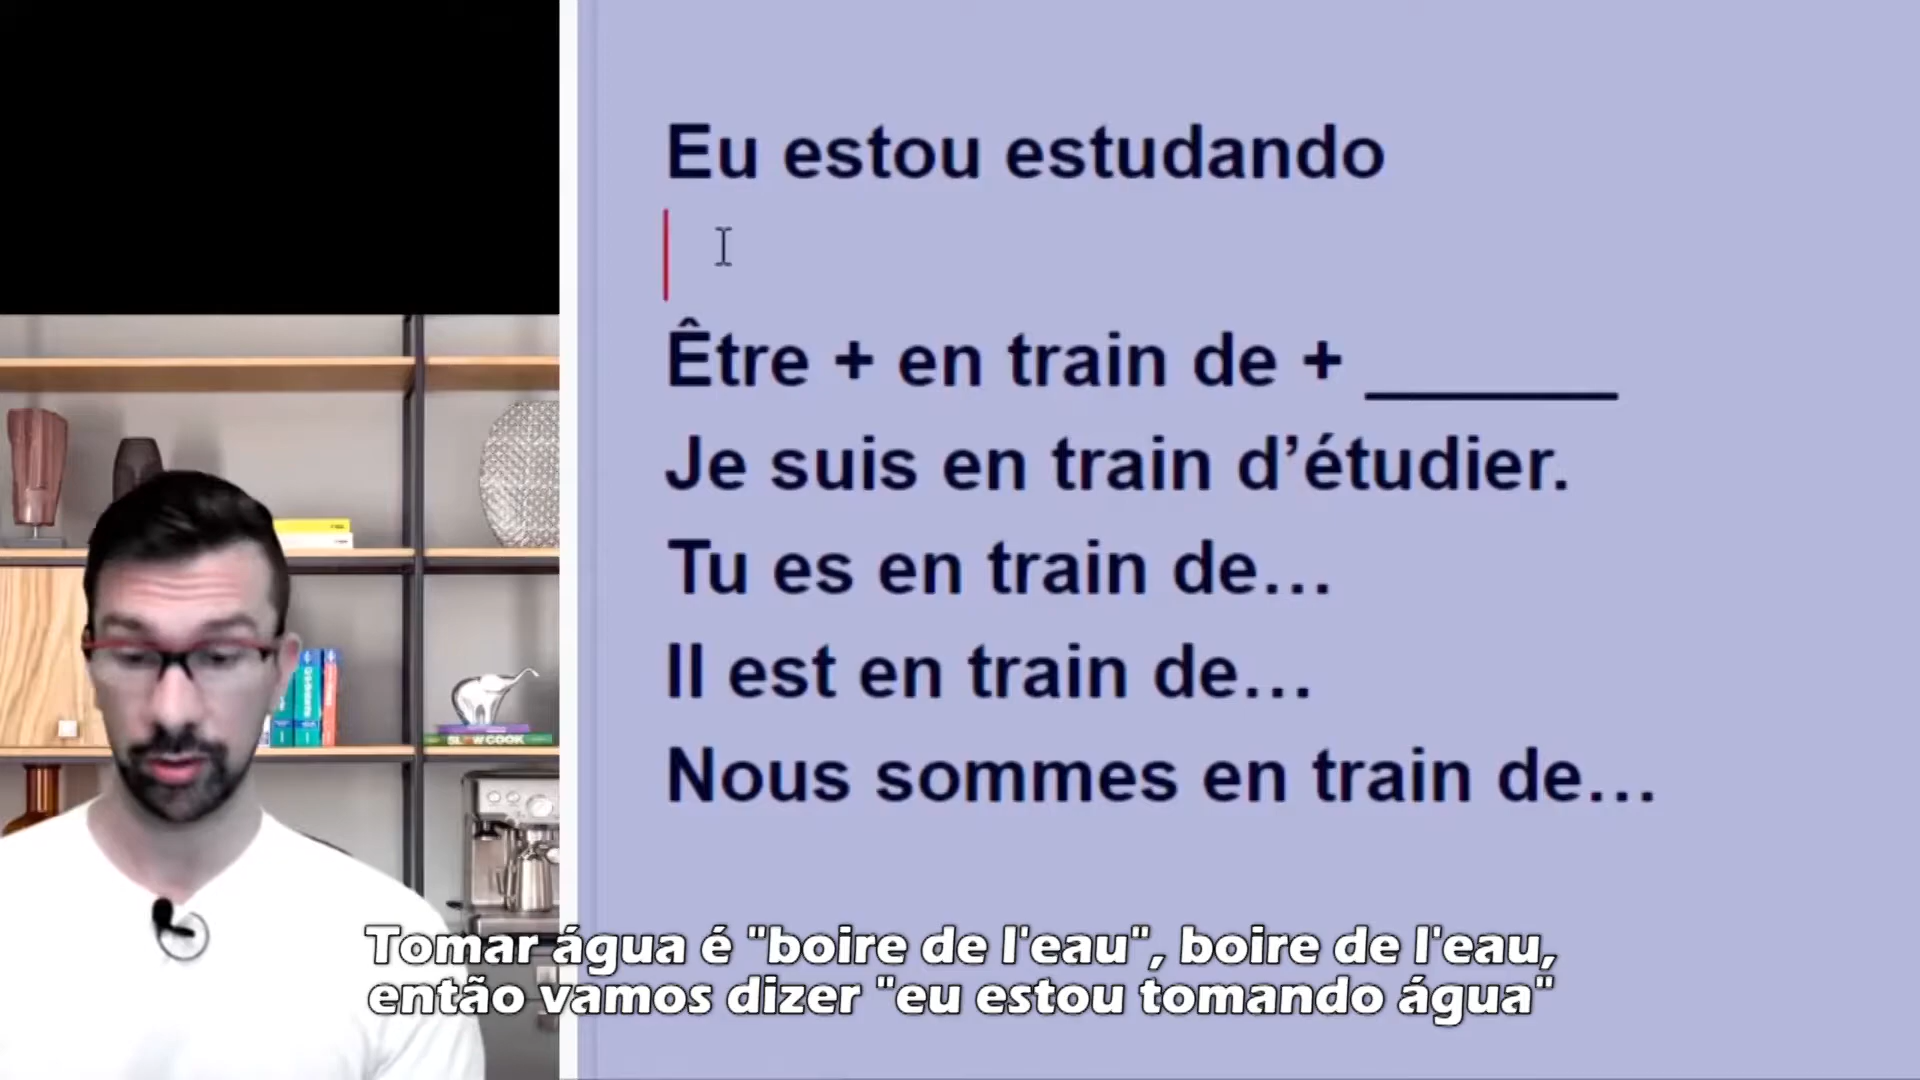 Eu estou estudando
Être + en train de + ______
Je suis en train d’étudier.
Tu es en train de…
Il est en train de…
Nous sommes en train de…
SLOW COOK
Tomar água é "boire de l'eau", boire de l'eau,
então vamos dizer "eu estou tomando água"